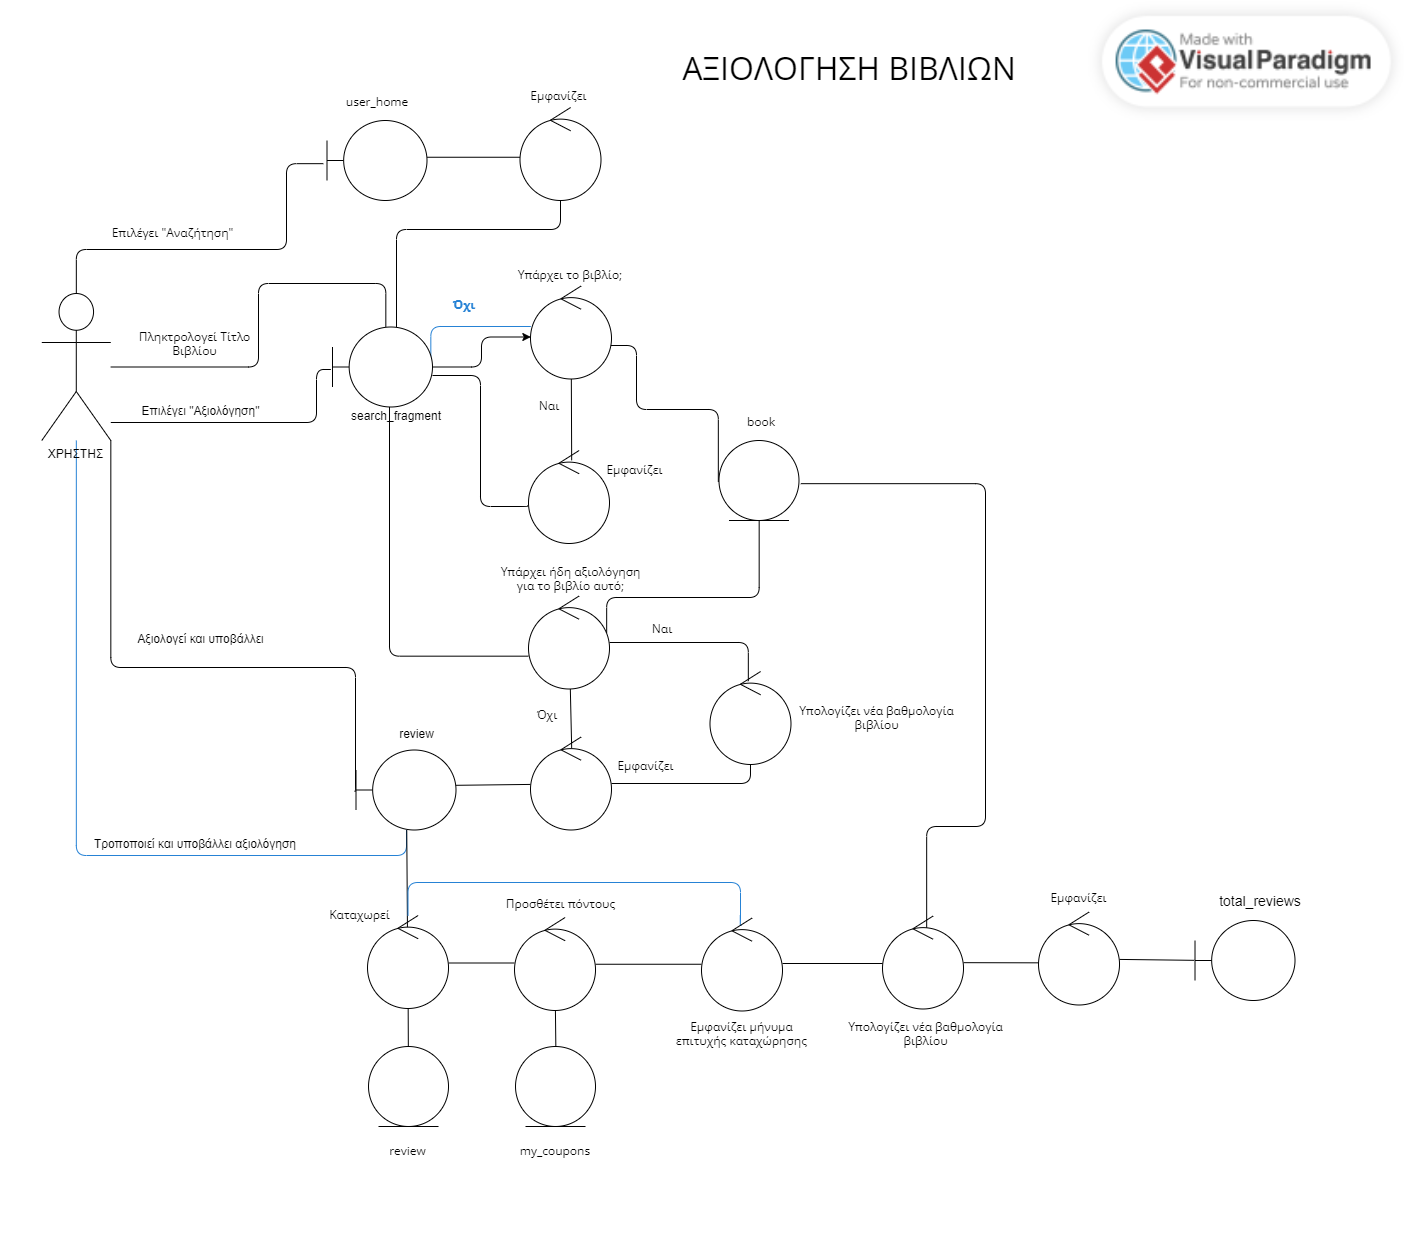 ΑΞΙΟΛΟΓΗΣΗ ΒΙΒΛΙΩΝ
Made with
Visual Paradigm
For non-commercial use
user_home
Εμφανίζει
Επιλέγει "Αναζήτηση"
Υπάρχει το βιβλίο;
Όχι
Πληκτρολογεί Τίτλο
Βιβλίου
Επιλέγει "Αξιολόγηση"
search_fragment
Ναι
book
ΧΡΗΣΤΗΣ
Εμφανίζει
Υπάρχει ήδη αξιολόγηση
για το βιβλίο αυτό;
Ναι
Αξιολογεί και υποβάλλει
Όχι
Υπολογίζει νέα βαθμολογία
βιβλίου
review
Εμφανίζει
Τροποποιεί και υποβάλλει αξιολόγηση
Καταχωρεί
Προσθέτει πόντους
Εμφανίζει
total_reviews
Εμφανίζει μήνυμα
επιτυχής καταχώρησης
Υπολογίζει νέα βαθμολογία
βιβλίου
review
my_coupons